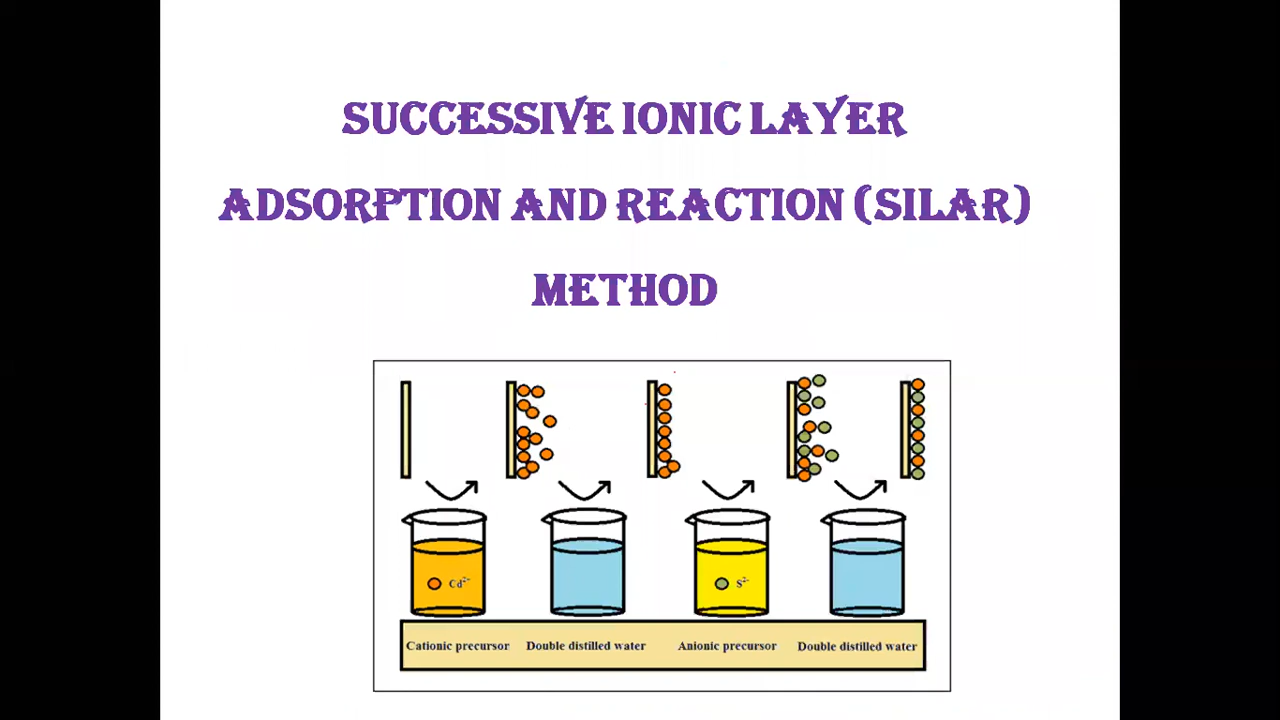 SUCCESSIVE IONIC LAYER
ADSORPTION AND REACTION (SILAR)
METHOD
Cd²⁻ S²⁻
Cationic precursor Double distilled water Anionic precursor Double distilled water